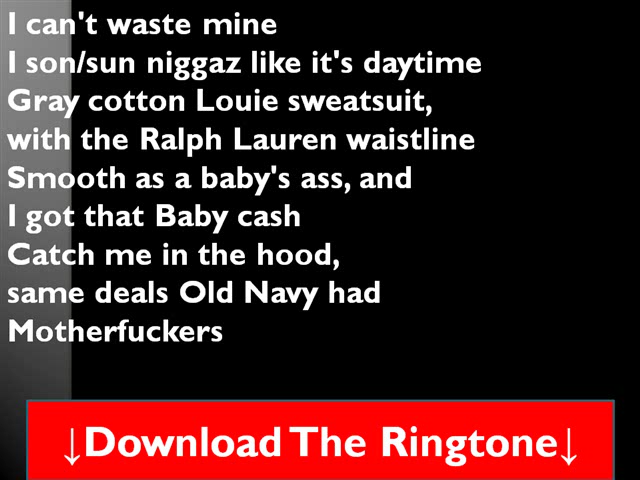 I can't waste mine
I son/sun niggaz like it's daytime
Gray cotton Louie sweatsuit,
with the Ralph Lauren waistline
Smooth as a baby's ass, and
I got that Baby cash
Catch me in the hood,
same deals Old Navy had
Motherfuckers
↓Download The Ringtone↓